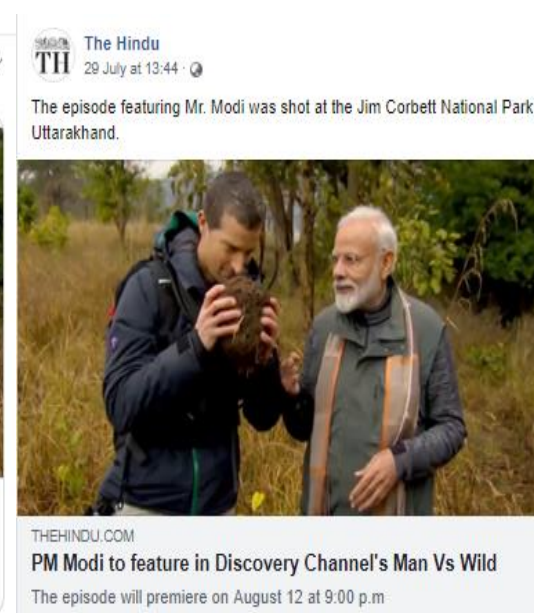 The Hindu
TH
29 July at 13:44 ·
The episode featuring Mr. Modi was shot at the Jim Corbett National Park
Uttarakhand.
THEHINDU.COM
PM Modi to feature in Discovery Channel's Man Vs Wild
The episode will premiere on August 12 at 9:00 p.m